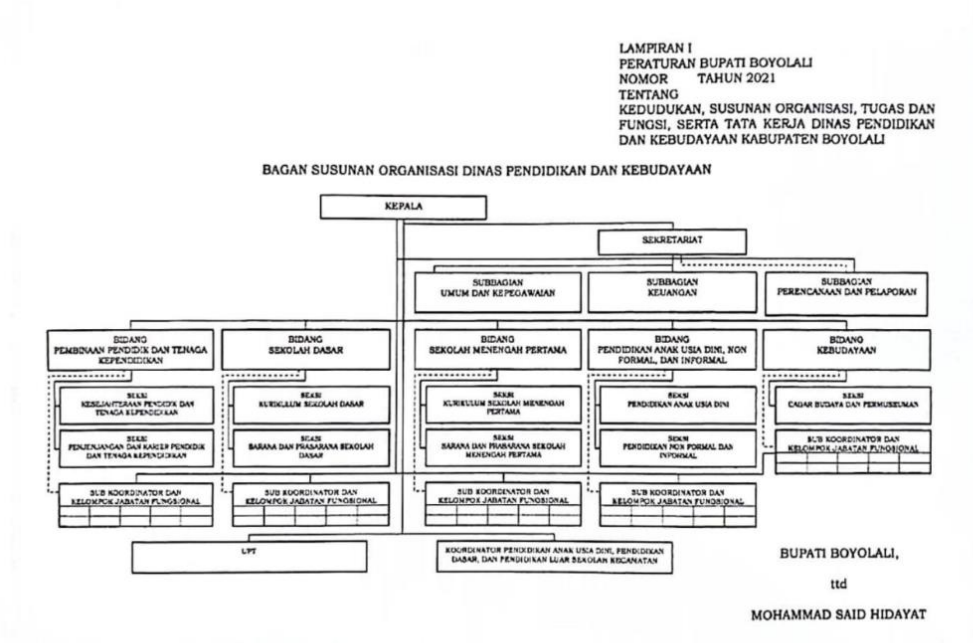 LAMPIRAN I
PERATURAN BUPATI BOYOLALI
NOMOR TAHUN 2021
TENTANG
KEDUDUKAN, SUSUNAN ORGANISASI, TUGAS DAN
FUNGSI, SERTA TATA KERJA DINAS PENDIDIKAN
DAN KEBUDAYAAN KABUPATEN BOYOLALI
BAGAN SUSUNAN ORGANISASI DINAS PENDIDIKAN DAN KEBUDAYAAN
KEPALA
SEKRETARIAT
SUBBAGIAN
UMUM DAN KEPEGAWAIAN
SUBBAGIAN
KEUANGAN
SUBBAGIAN
PERENCANAAN DAN PELAPORAN
BIDANG
PEMBINAAN PENDIDIK DAN TENAGA
KEPENDIDIKAN
BIDANG
SEKOLAH DASAR
BIDANG
SEKOLAH MENENGAH PERTAMA
BIDANG
PENDIDIKAN ANAK USIA DINI, NON
FORMAL, DAN INFORMAL
BIDANG
KEBUDAYAAN
SEKSI
KESEJAHTERAAN PENDIDIK DAN
TENAGA KEPENDIDIKAN
SEKSI
KURIKULUM SEKOLAH DASAR
SEKSI
KURIKULUM SEKOLAH MENENGAH
PERTAMA
SEKSI
PENDIDIKAN ANAK USIA DINI
SEKSI
CAGAR BUDAYA DAN PERMUSEUMAN
SEKSI
PENJENJANGAN DAN KARIER PENDIDIK
DAN TENAGA KEPENDIDIKAN
SEKSI
SARANA DAN PRASARANA SEKOLAH
DASAR
SEKSI
SARANA DAN PRASARANA SEKOLAH
MENENGAH PERTAMA
SEKSI
PENDIDIKAN NON FORMAL DAN
INFORMAL
SUB KOORDINATOR DAN
KELOMPOK JABATAN FUNGSIONAL
SUB KOORDINATOR DAN
KELOMPOK JABATAN FUNGSIONAL
SUB KOORDINATOR DAN
KELOMPOK JABATAN FUNGSIONAL
SUB KOORDINATOR DAN
KELOMPOK JABATAN FUNGSIONAL
SUB KOORDINATOR DAN
KELOMPOK JABATAN FUNGSIONAL
UPT
KOORDINATOR PENDIDIKAN ANAK USIA DINI, PENDIDIKAN
DASAR, DAN PENDIDIKAN LUAR SEKOLAH KECAMATAN
BUPATI BOYOLALI,
ttd
MOHAMMAD SAID HIDAYAT